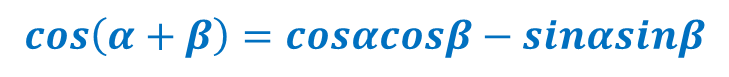 cos(α + β) = cosαcosβ − sinαsinβ